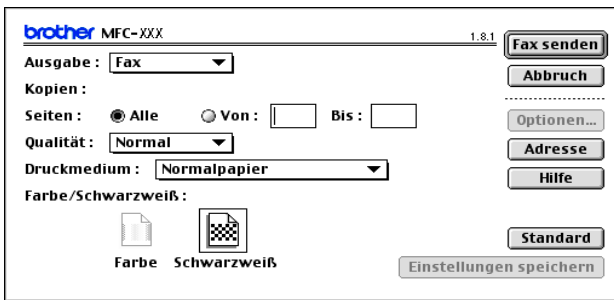 brother MFC-XXX
1.8.1
Fax senden
Ausgabe : Fax
Abbruch
Kopien :
Seiten : Alle Von : Bis :
Optionen...
Qualität : Normal
Adresse
Druckmedium : Normalpapier
Hilfe
Farbe/Schwarzweiß :
Standard
Farbe Schwarzweiß
Einstellungen speichern